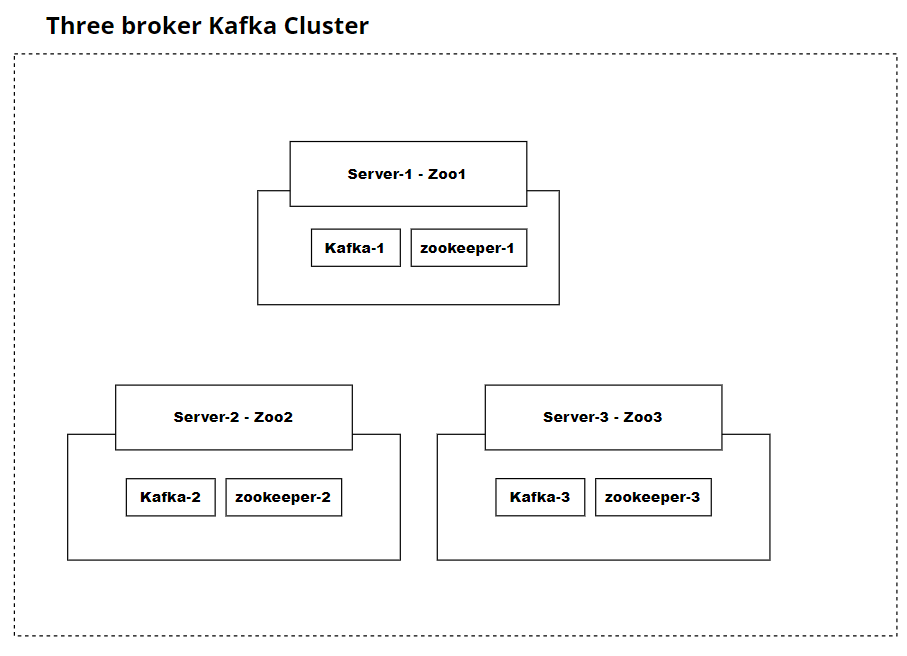 Three broker Kafka Cluster
Server-1 - Zoo1
Kafka-1
zookeeper-1
Server-2 - Zoo2
Kafka-2
zookeeper-2
Server-3 - Zoo3
Kafka-3
zookeeper-3